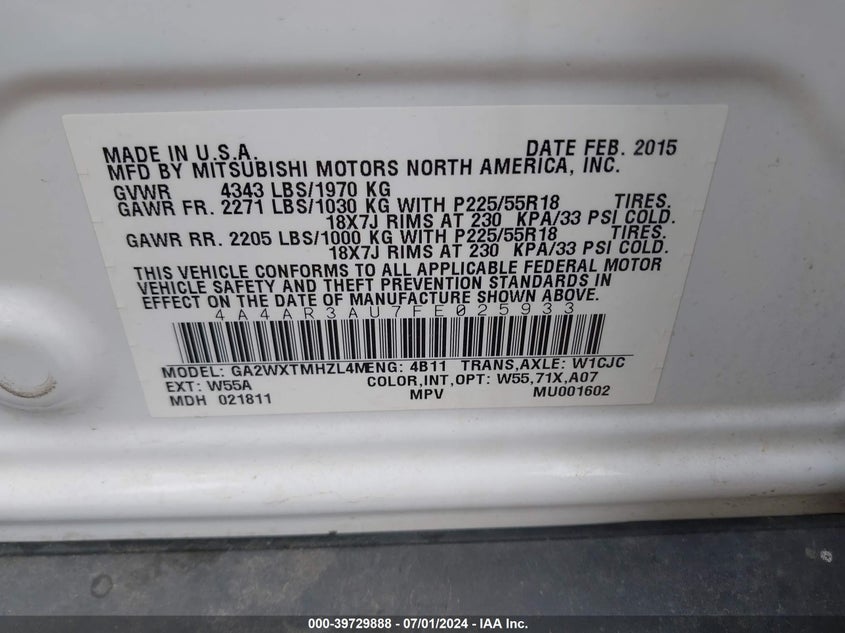 MADE IN U.S.A. DATE FEB. 2015
MFD BY MITSUBISHI MOTORS NORTH AMERICA, INC.
GVWR 4343 LBS/1970 KG
GAWR FR. 2271 LBS/1030 KG WITH P225/55R18 TIRES.
18X7J RIMS AT 230 KPA/33 PSI COLD.
GAWR RR. 2205 LBS/1000 KG WITH P225/55R18 TIRES.
18X7J RIMS AT 230 KPA/33 PSI COLD.
THIS VEHICLE CONFORMS TO ALL APPLICABLE FEDERAL MOTOR
VEHICLE SAFETY AND THEFT PREVENTION STANDARDS IN
EFFECT ON THE DATE OF MANUFACTURE SHOWN ABOVE.
4A4AR3AU7FE025933
MODEL: GA2WXTMHZL4M ENG: 4B11 TRANS,AXLE: W1CJC
EXT: W55A COLOR,INT,OPT: W55,71X,A07
MDH 021811 MPV MU001602
000-39729888 - 07/01/2024 - IAA Inc.